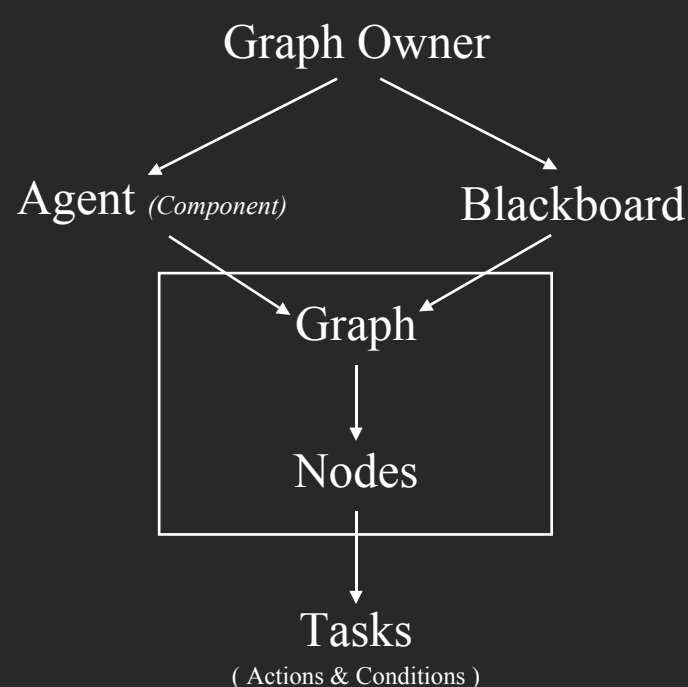 Graph Owner
Agent (Component)
Blackboard
Graph
Nodes
Tasks
( Actions & Conditions )